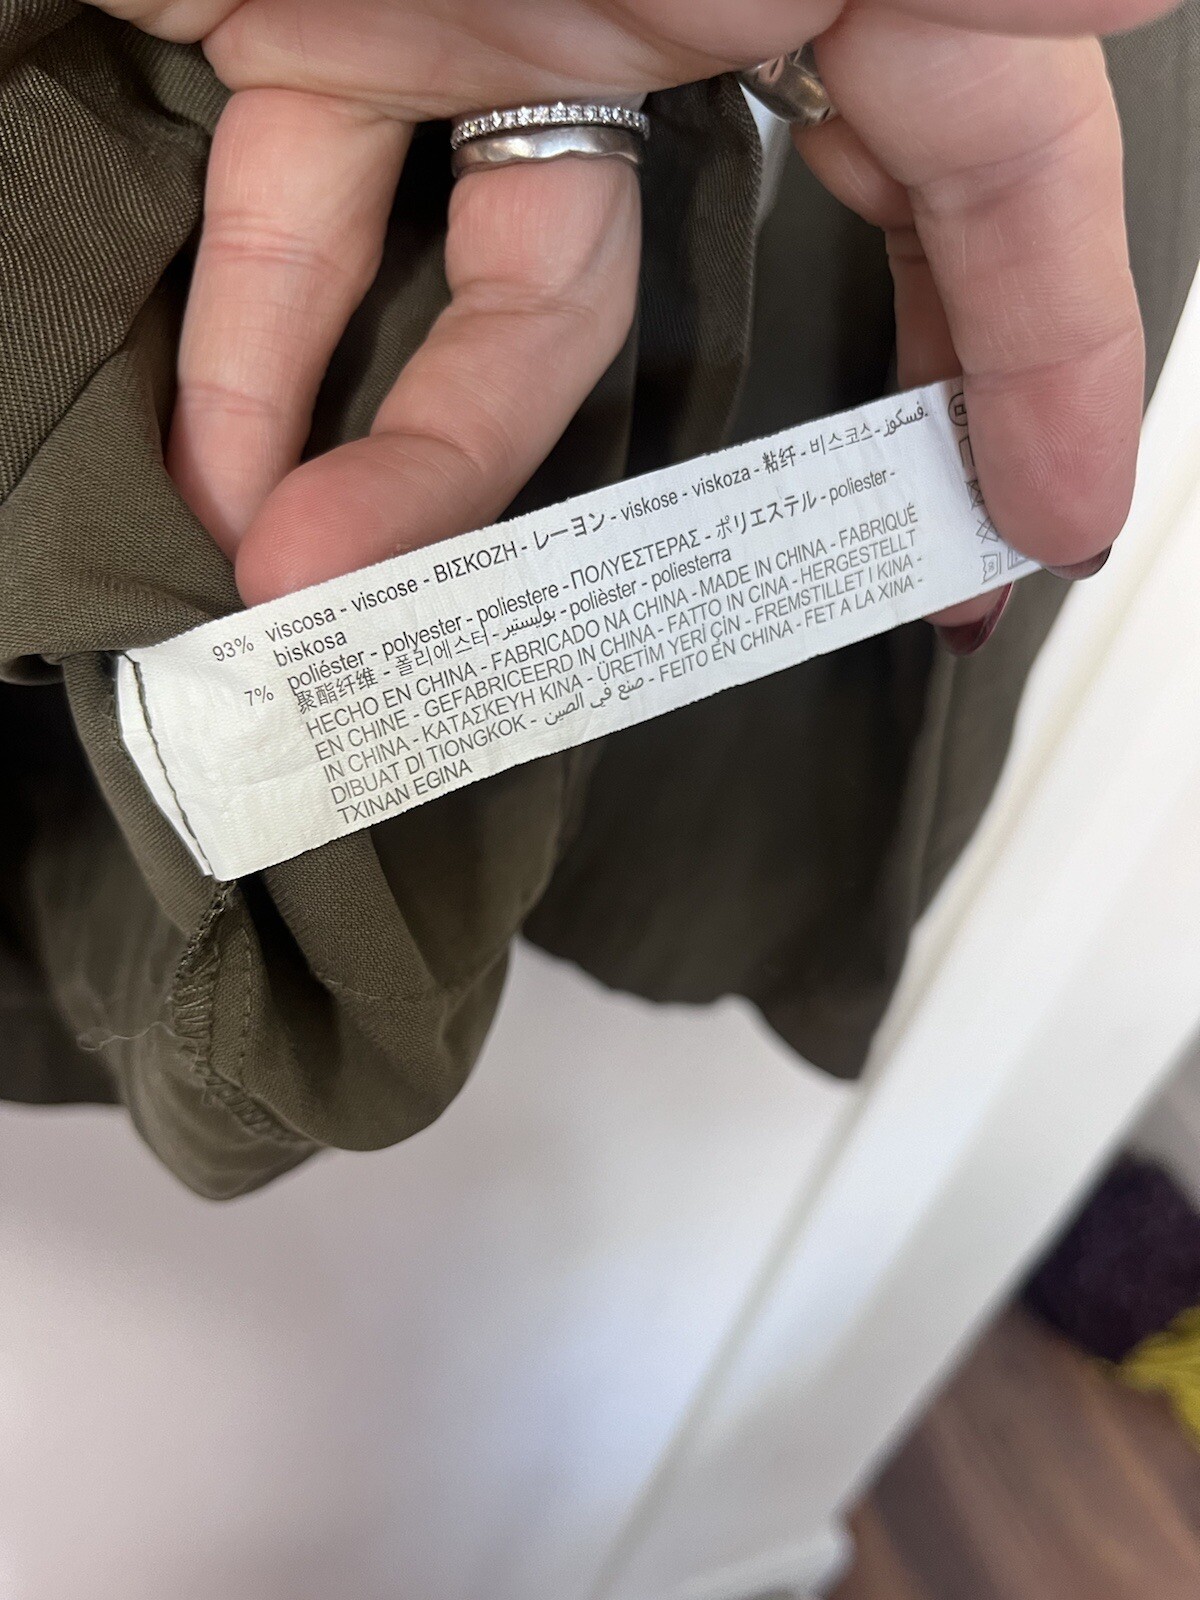 93% viscosa - viscose - ΒΙΣΚΟΖΗ - レーヨン - viskose - viskoza - 粘纤 - 비스코스 - فسكوز -
biskosa
7% poliéster - polyester - poliestere - ΠΟΛΥΕΣΤΕΡΑΣ - ポリエステル - poliester -
聚酯纤维 - 폴리에스터 - بوليستير - polièster - poliesterra
HECHO EN CHINA - FABRICADO NA CHINA - MADE IN CHINA - FABRIQUÉ
EN CHINE - GEFABRICEERD IN CHINA - FATTO IN CINA - HERGESTELLT
IN CHINA - ΚΑΤΑΣΚΕΥΗ ΚΙΝΑ - ÜRETİM YERİ ÇİN - FREMSTILLET I KINA -
DIBUAT DI TIONGKOK - صنع في الصين - FEITO EN CHINA - FET A LA XINA -
TXINAN EGINA